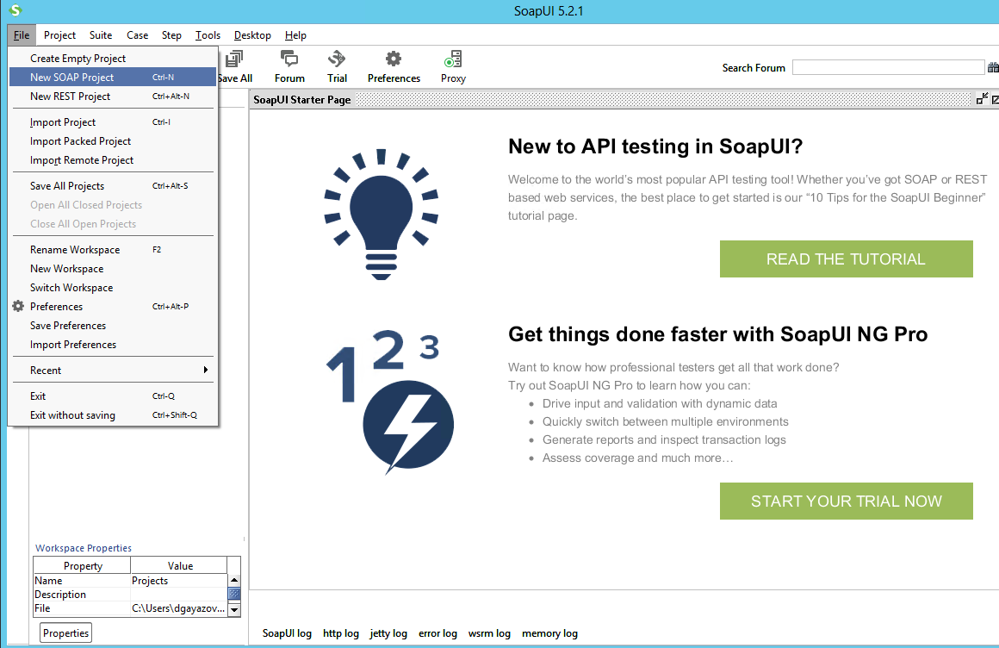 SoapUI 5.2.1
File Project Suite Case Step Tools Desktop Help
Create Empty Project
New SOAP Project Ctrl-N
New REST Project Ctrl+Alt-N
Import Project Ctrl-I
Import Packed Project
Import Remote Project
Save All Projects Ctrl+Alt-S
Open All Closed Projects
Close All Open Projects
Rename Workspace F2
New Workspace
Switch Workspace
Preferences Ctrl+Alt-P
Save Preferences
Import Preferences
Recent
Exit Ctrl-Q
Exit without saving Ctrl+Shift-Q
Save All Forum Trial Preferences Proxy
Search Forum
SoapUI Starter Page
New to API testing in SoapUI?
Welcome to the world's most popular API testing tool! Whether you've got SOAP or REST
based web services, the best place to get started is our “10 Tips for the SoapUI Beginner”
tutorial page.
READ THE TUTORIAL
1 2 3
Get things done faster with SoapUI NG Pro
Want to know how professional testers get all that work done?
Try out SoapUI NG Pro to learn how you can:
• Drive input and validation with dynamic data
• Quickly switch between multiple environments
• Generate reports and inspect transaction logs
• Assess coverage and much more…
START YOUR TRIAL NOW
Workspace Properties
Property Value
Name Projects
Description
File C:\Users\dgayazov...
Properties
SoapUI log http log jetty log error log wsrm log memory log